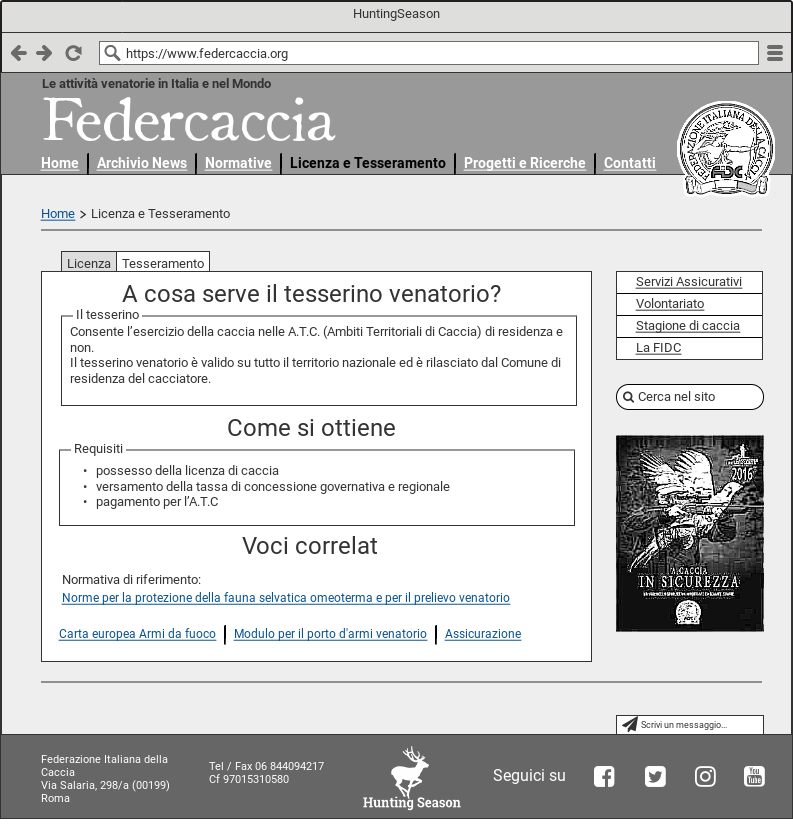 HuntingSeason
https://www.federcaccia.org
Le attività venatorie in Italia e nel Mondo
Federcaccia
Home Archivio News Normative Licenza e Tesseramento Progetti e Ricerche Contatti
FEDERAZIONE ITALIANA DELLA CACCIA
FIDC
Home > Licenza e Tesseramento
Licenza Tesseramento
A cosa serve il tesserino venatorio?
Il tesserino
Consente l'esercizio della caccia nelle A.T.C. (Ambiti Territoriali di Caccia) di residenza e
non.
Il tesserino venatorio è valido su tutto il territorio nazionale ed è rilasciato dal Comune di
residenza del cacciatore.
Come si ottiene
Requisiti
• possesso della licenza di caccia
• versamento della tassa di concessione governativa e regionale
• pagamento per l'A.T.C
Voci correlat
Normativa di riferimento:
Norme per la protezione della fauna selvatica omeoterma e per il prelievo venatorio
Carta europea Armi da fuoco Modulo per il porto d'armi venatorio Assicurazione
Servizi Assicurativi
Volontariato
Stagione di caccia
La FIDC
Cerca nel sito
2016
A CACCIA
IN SICUREZZA
Scrivi un messaggio...
Federazione Italiana della
Caccia
Via Salaria, 298/a (00199)
Roma
Tel / Fax 06 844094217
Cf 97015310580
Hunting Season
Seguici su
You
Tube